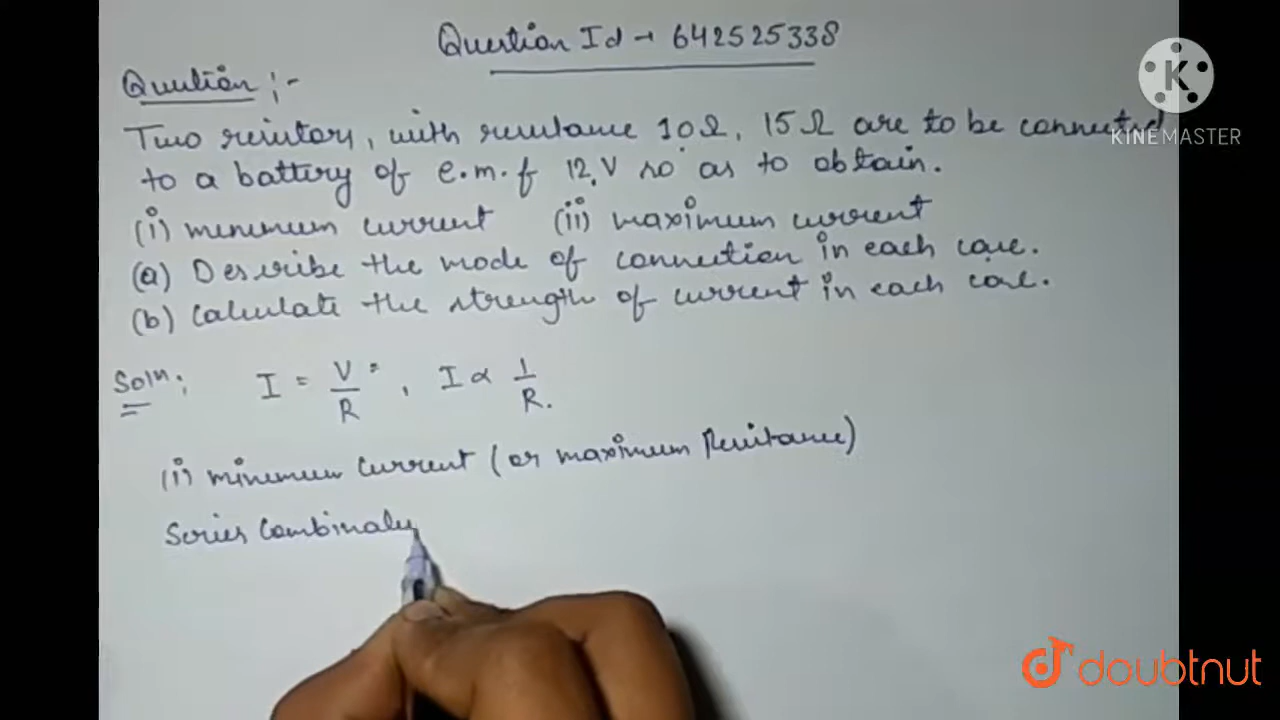 Question Id → 642525338
Question :-
Two resistors, with resistance 10Ω, 15Ω are to be connected
to a battery of e.m.f 12 V so as to obtain.
(i) minimum current (ii) maximum current
(a) Describe the mode of connection in each case.
(b) Calculate the strength of current in each case.
Soln: I = V/R , I ∝ 1/R.
(i) minimum current (or maximum Resistance)
Series Combinatio
K
KINEMASTER
doubtnut